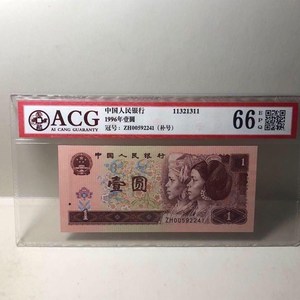 ACG
AI CANG GUARANTY
中国人民银行 11321311
1996年壹圆
冠号：ZH00592241（补号）
66 EPQ
中国人民银行
1
壹圆
1
ZH00592241